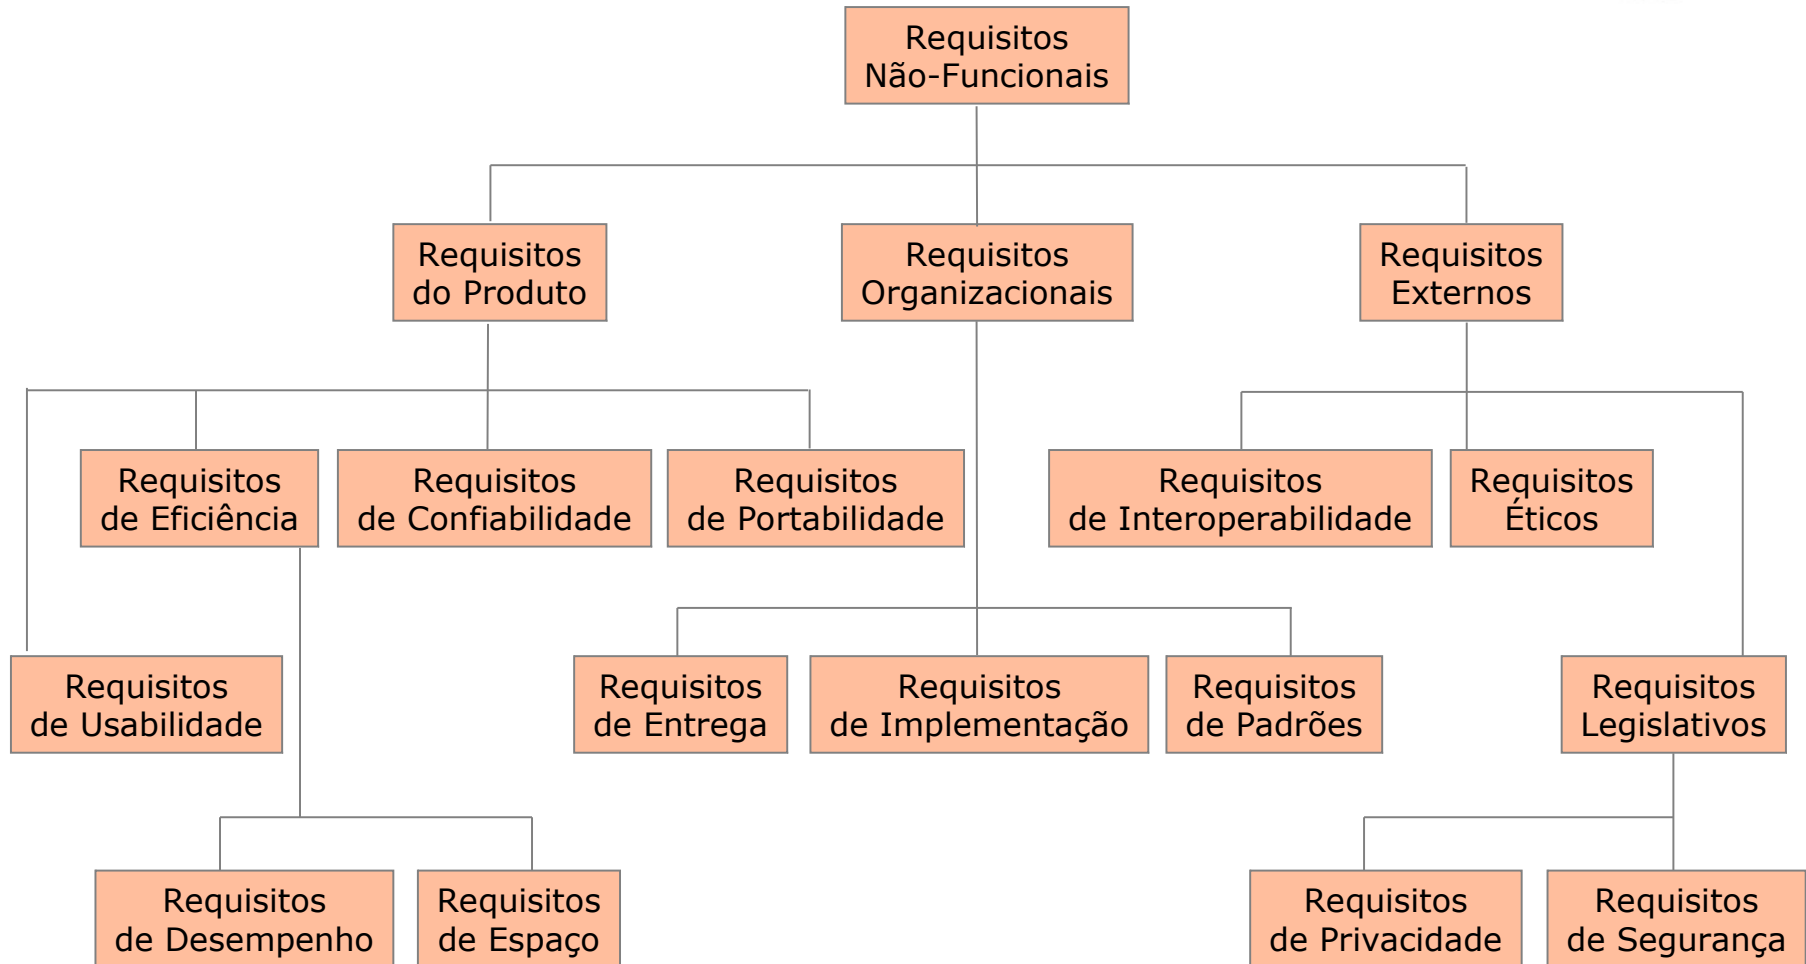 Requisitos
Não-Funcionais
Requisitos
do Produto
Requisitos
Organizacionais
Requisitos
Externos
Requisitos
de Eficiência
Requisitos
de Confiabilidade
Requisitos
de Portabilidade
Requisitos
de Interoperabilidade
Requisitos
Éticos
Requisitos
de Usabilidade
Requisitos
de Entrega
Requisitos
de Implementação
Requisitos
de Padrões
Requisitos
Legislativos
Requisitos
de Desempenho
Requisitos
de Espaço
Requisitos
de Privacidade
Requisitos
de Segurança